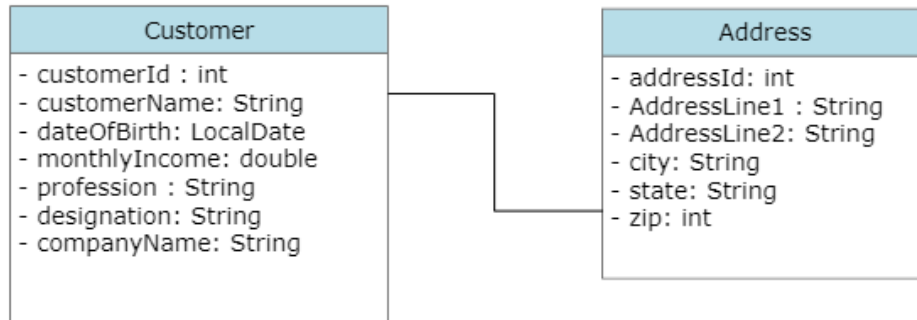 Customer
- customerId : int
- customerName: String
- dateOfBirth: LocalDate
- monthlyIncome: double
- profession : String
- designation: String
- companyName: String
Address
- addressId: int
- AddressLine1 : String
- AddressLine2: String
- city: String
- state: String
- zip: int